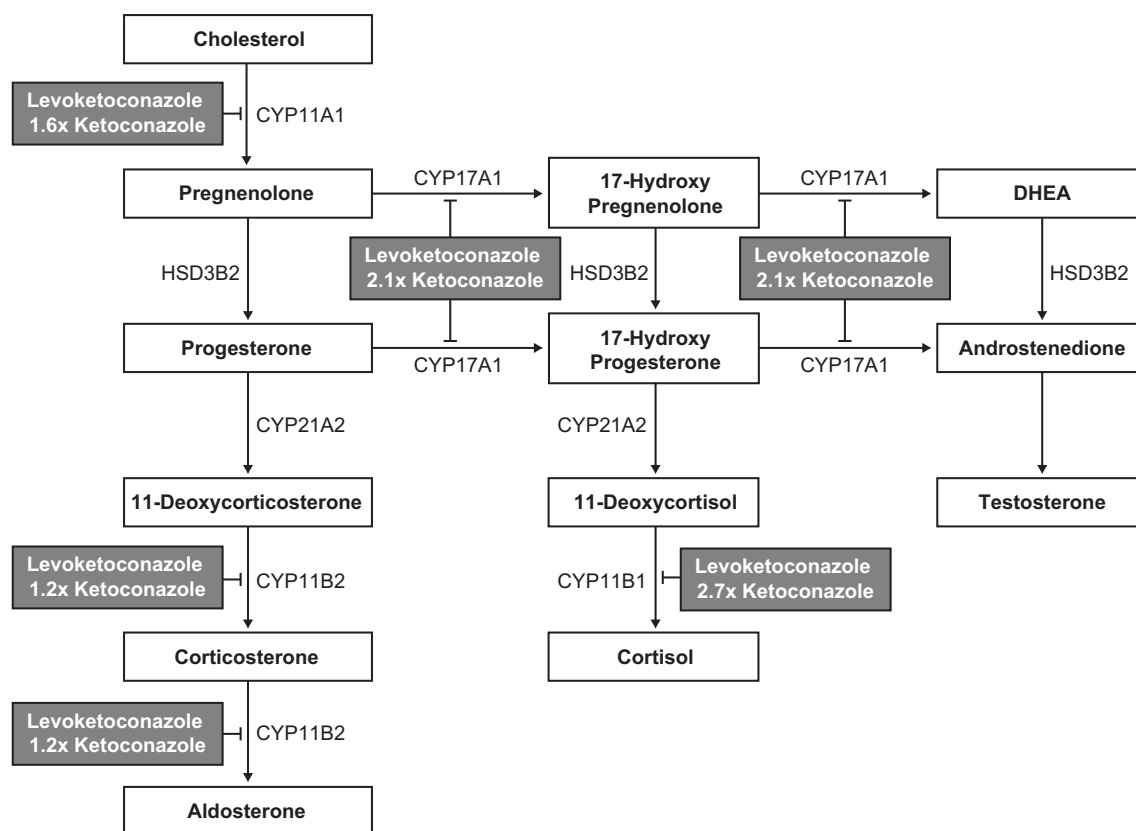 Cholesterol
Levoketoconazole
1.6x Ketoconazole
CYP11A1
Pregnenolone
CYP17A1
17-Hydroxy
Pregnenolone
CYP17A1
DHEA
HSD3B2
Levoketoconazole
2.1x Ketoconazole
HSD3B2
Levoketoconazole
2.1x Ketoconazole
HSD3B2
Progesterone
CYP17A1
17-Hydroxy
Progesterone
CYP17A1
Androstenedione
CYP21A2
CYP21A2
11-Deoxycorticosterone
11-Deoxycortisol
Testosterone
Levoketoconazole
1.2x Ketoconazole
CYP11B2
CYP11B1
Levoketoconazole
2.7x Ketoconazole
Corticosterone
Cortisol
Levoketoconazole
1.2x Ketoconazole
CYP11B2
Aldosterone